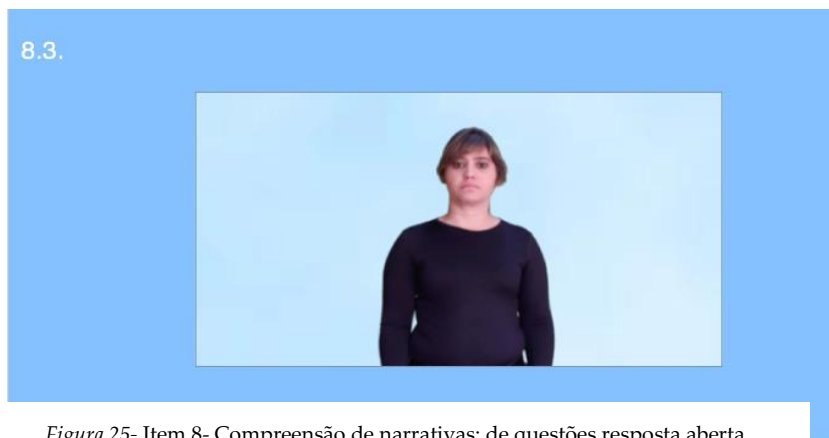 8.3.
Figura 25- Item 8- Compreensão de narrativas: de questões resposta aberta